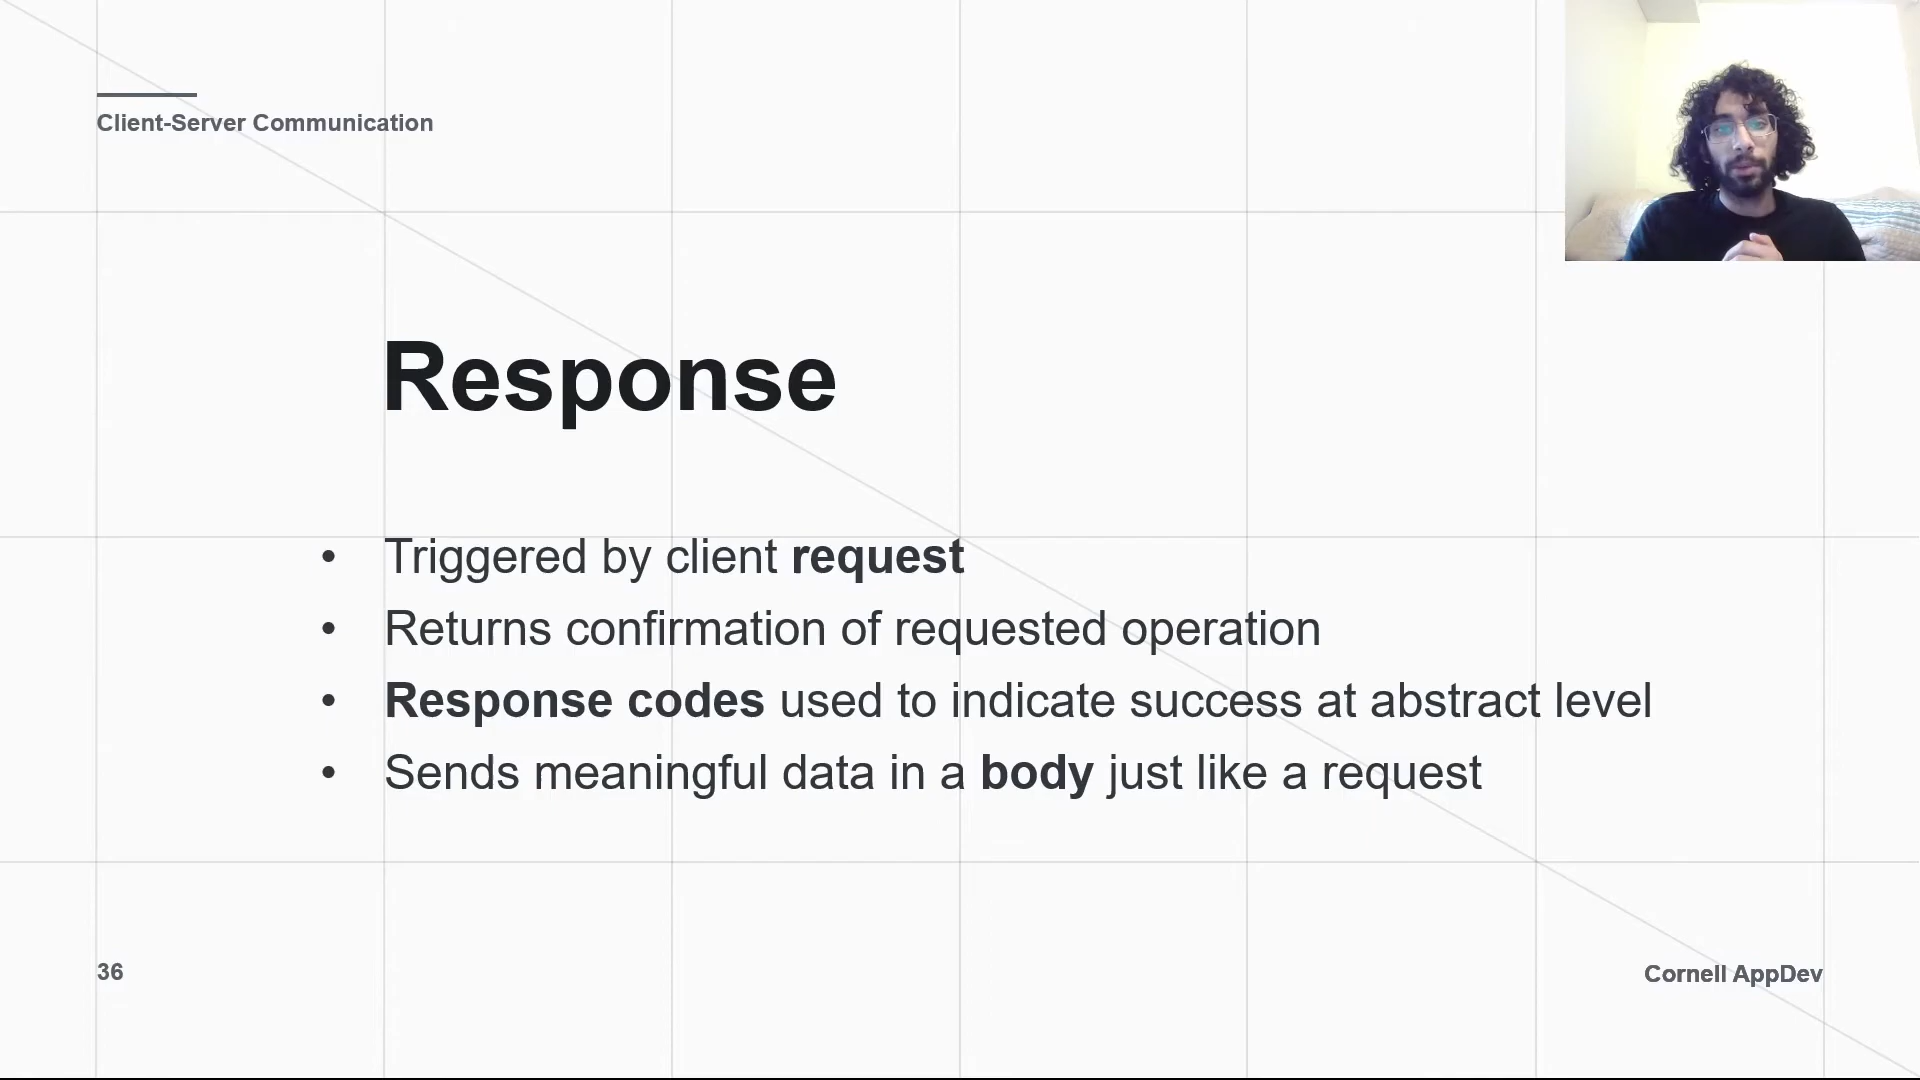 Client-Server Communication
Response
• Triggered by client request
• Returns confirmation of requested operation
• Response codes used to indicate success at abstract level
• Sends meaningful data in a body just like a request
36
Cornell AppDev